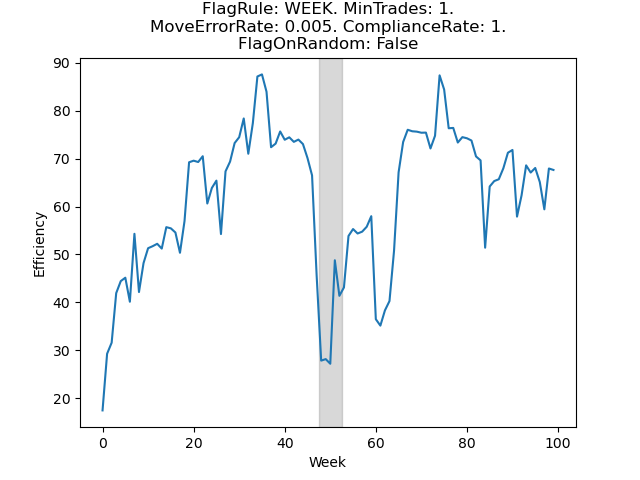 FlagRule: WEEK. MinTrades: 1.
MoveErrorRate: 0.005. ComplianceRate: 1.
FlagOnRandom: False
90
80
70
60
50
40
30
20
Efficiency
0 20 40 60 80 100
Week